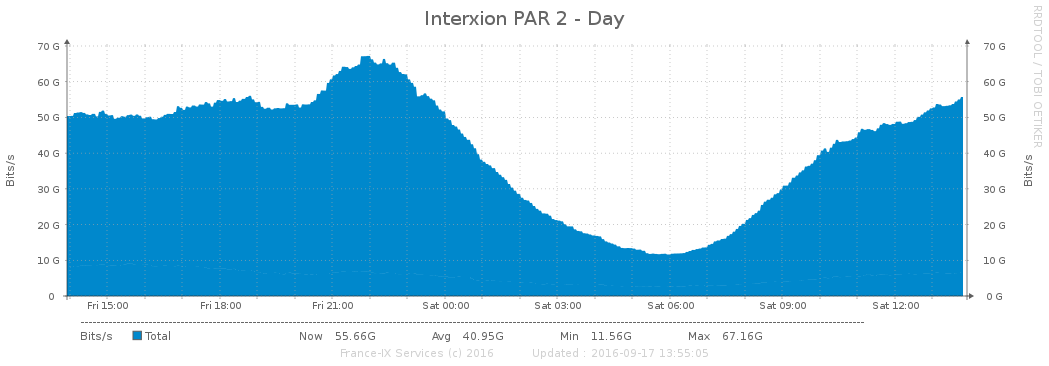 Interxion PAR 2 - Day
RRDTOOL / TOBI OETIKER
Bits/s
70 G
60 G
50 G
40 G
30 G
20 G
10 G
0
70 G
60 G
50 G
40 G
30 G
20 G
10 G
0 G
Bits/s
Fri 15:00 Fri 18:00 Fri 21:00 Sat 00:00 Sat 03:00 Sat 06:00 Sat 09:00 Sat 12:00
Bits/s Total Now 55.66G Avg 40.95G Min 11.56G Max 67.16G
France-IX Services (c) 2016 Updated : 2016-09-17 13:55:05